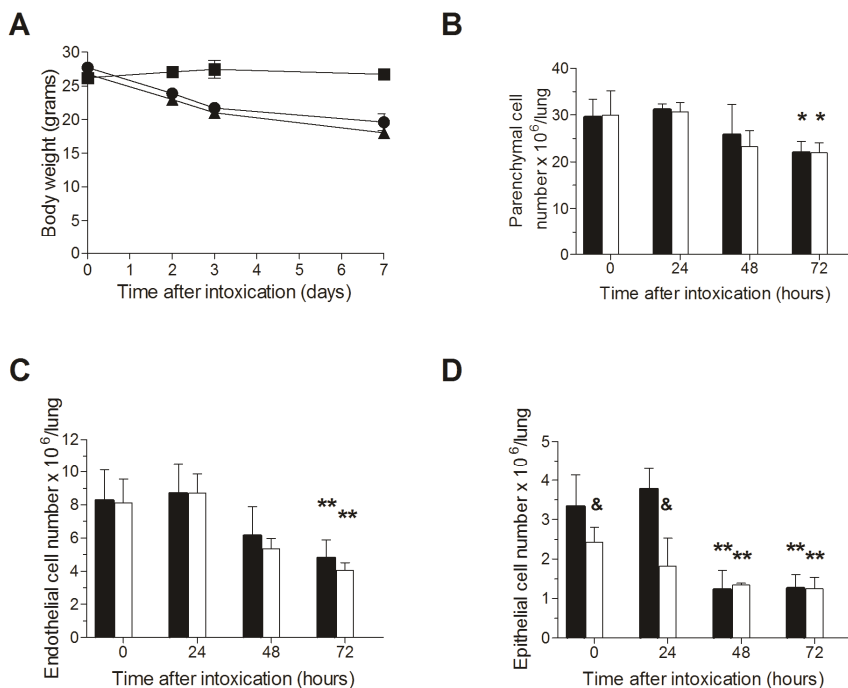 A
Body weight (grams)
30
25
20
15
10
5
0
0 1 2 3 4 5 6 7
Time after intoxication (days)
B
Parenchymal cell
number x 10⁶/lung
40
30
20
10
0
* *
0 24 48 72
Time after intoxication (hours)
C
Endothelial cell number x 10⁶/lung
12
10
8
6
4
2
0
**
**
0 24 48 72
Time after intoxication (hours)
D
Epithelial cell number x 10⁶/lung
5
4
3
2
1
0
& &
** **
** **
0 24 48 72
Time after intoxication (hours)